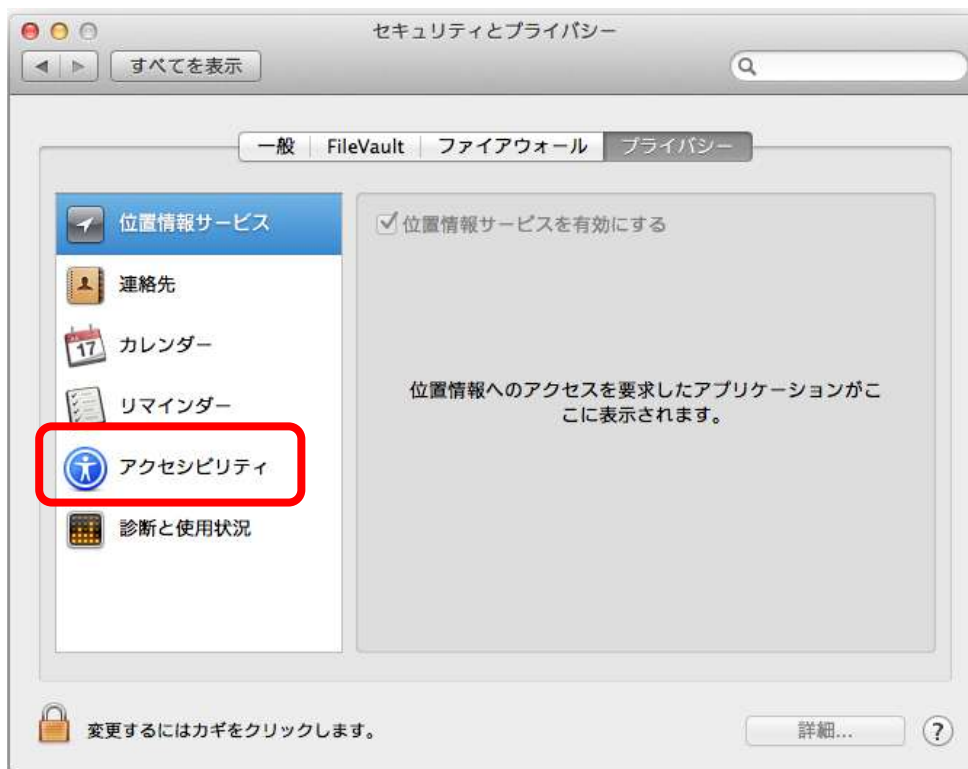 セキュリティとプライバシー
すべてを表示
一般 FileVault ファイアウォール プライバシー
位置情報サービス
連絡先
17
カレンダー
リマインダー
アクセシビリティ
診断と使用状況
位置情報サービスを有効にする
位置情報へのアクセスを要求したアプリケーションがこ
こに表示されます。
変更するにはカギをクリックします。
詳細...
?